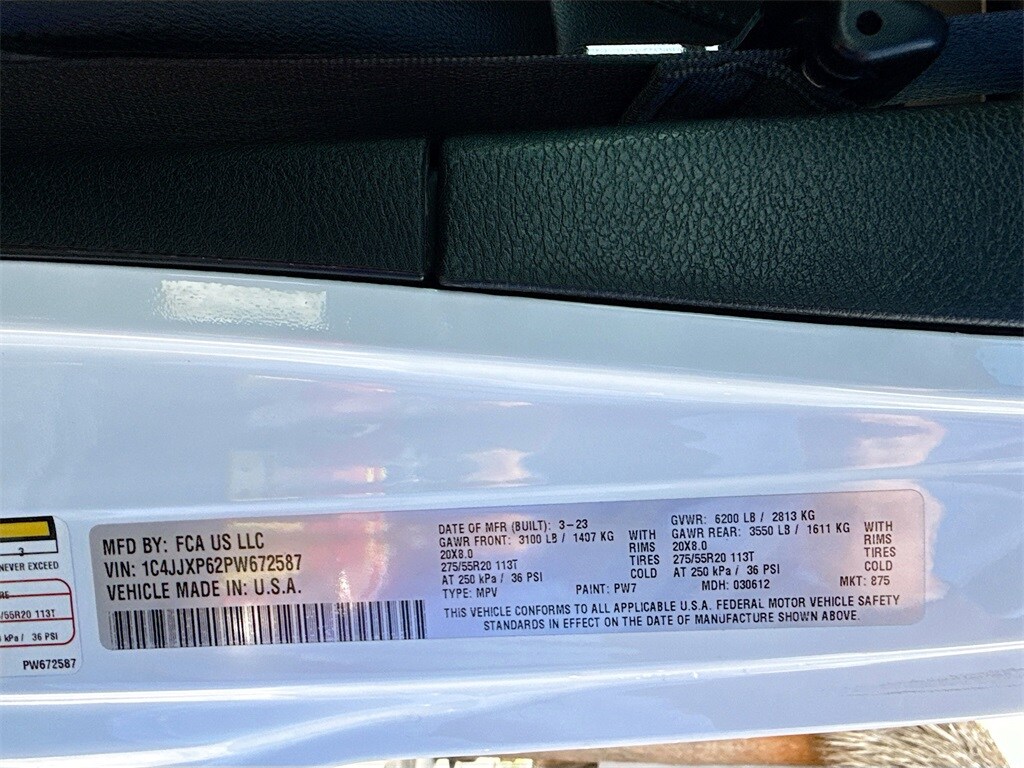 3
NEVER EXCEED
/55R20 113T
kPa / 36 PSI
PW672587
MFD BY: FCA US LLC
VIN: 1C4JJXP62PW672587
VEHICLE MADE IN: U.S.A.
DATE OF MFR (BUILT): 3-23
GAWR FRONT: 3100 LB / 1407 KG WITH
20X8.0 RIMS
275/55R20 113T TIRES
AT 250 kPa / 36 PSI COLD
TYPE: MPV PAINT: PW7
GVWR: 6200 LB / 2813 KG
GAWR REAR: 3550 LB / 1611 KG WITH
20X8.0 RIMS
275/55R20 113T TIRES
AT 250 kPa / 36 PSI COLD
MDH: 030612 MKT: 875
THIS VEHICLE CONFORMS TO ALL APPLICABLE U.S.A. FEDERAL MOTOR VEHICLE SAFETY
STANDARDS IN EFFECT ON THE DATE OF MANUFACTURE SHOWN ABOVE.